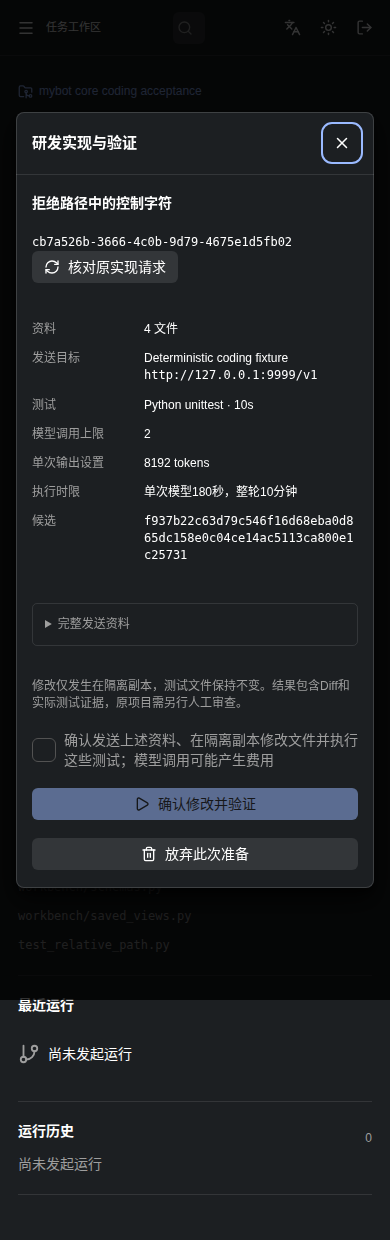 任务工作区
mybot core coding acceptance
研发实现与验证
拒绝路径中的控制字符
cb7a526b-3666-4c0b-9d79-4675e1d5fb02
核对原实现请求
资料 4 文件
发送目标 Deterministic coding fixture
http://127.0.0.1:9999/v1
测试 Python unittest · 10s
模型调用上限 2
单次输出设置 8192 tokens
执行时限 单次模型180秒，整轮10分钟
候选 f937b22c63d79c546f16d68eba0d8
65dc158e0c04ce14ac5113ca800e1
c25731
完整发送资料
修改仅发生在隔离副本，测试文件保持不变。结果包含Diff和
实际测试证据，原项目需另行人工审查。
确认发送上述资料、在隔离副本修改文件并执行
这些测试；模型调用可能产生费用
确认修改并验证
放弃此次准备
workbench/saved_views.py
test_relative_path.py
最近运行
尚未发起运行
运行历史 0
尚未发起运行